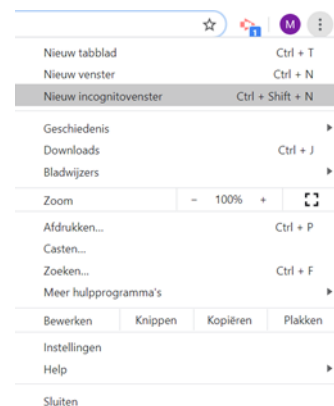 1 M
Nieuw tabblad Ctrl + T
Nieuw venster Ctrl + N
Nieuw incognitovenster Ctrl + Shift + N
Geschiedenis
Downloads Ctrl + J
Bladwijzers
Zoom - 100% +
Afdrukken... Ctrl + P
Casten...
Zoeken... Ctrl + F
Meer hulpprogramma's
Bewerken Knippen Kopiëren Plakken
Instellingen
Help
Sluiten